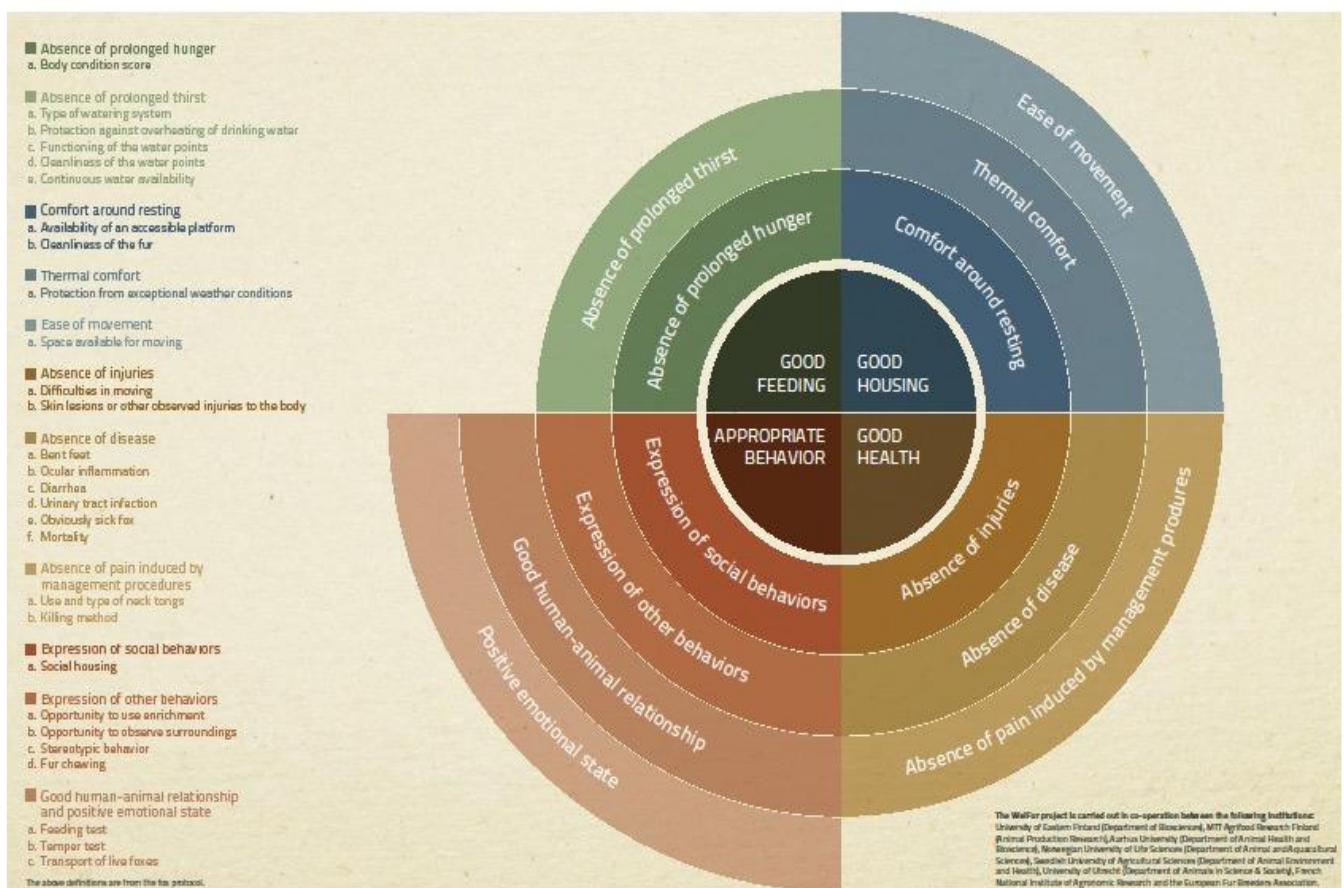 Absence of prolonged hunger
a. Body condition score
Absence of prolonged thirst
a. Type of watering system
b. Protection against overheating of drinking water
c. Functioning of the water points
d. Cleanliness of the water points
e. Continuous water availability
Comfort around resting
a. Availability of an accessible platform
b. Cleanliness of the fur
Thermal comfort
a. Protection from exceptional weather conditions
Ease of movement
a. Space available for moving
Absence of injuries
a. Difficulties in moving
b. Skin lesions or other observed injuries to the body
Absence of disease
a. Bent feet
b. Ocular inflammation
c. Diarrhea
d. Urinary tract infection
e. Obviously sick fox
f. Mortality
Absence of pain induced by
management procedures
a. Use and type of neck tongs
b. Killing method
Expression of social behaviors
a. Social housing
Expression of other behaviors
a. Opportunity to use enrichment
b. Opportunity to observe surroundings
c. Stereotypic behavior
d. Fur chewing
Good human-animal relationship
and positive emotional state
a. Feeding test
b. Temper test
c. Transport of live foxes
The above definitions are from the fox protocol.
Absence of prolonged thirst
Absence of prolonged hunger
GOOD
FEEDING
Ease of movement
Thermal comfort
Comfort around resting
GOOD
HOUSING
APPROPRIATE
BEHAVIOR
Expression of social behaviors
Expression of other behaviors
Good human-animal relationship
Positive emotional state
GOOD
HEALTH
Absence of injuries
Absence of disease
Absence of pain induced by management produres
The WelFur project is carried out in co-operation between the following institutions:
University of Eastern Finland (Department of Biosciences), MTT Agrifood Research Finland
(Animal Production Research), Aarhus University (Department of Animal Health and
Bioscience), Norwegian University of Life Sciences (Department of Animal and Aquacultural
Sciences), Swedish University of Agricultural Sciences (Department of Animal Environment
and Health), University of Utrecht (Department of Animals in Science & Society), French
National Institute of Agronomic Research and the European Fur Breeders Association.